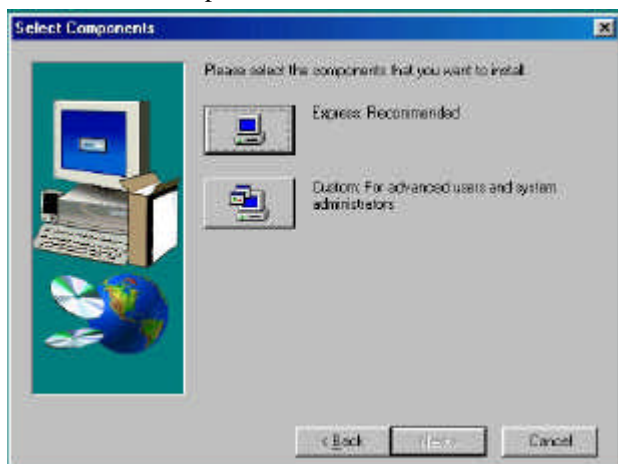 Select Components
Please select the components that you want to install.
Express: Recommended
Custom: For advanced users and system
administrators
< Back
Next >
Cancel